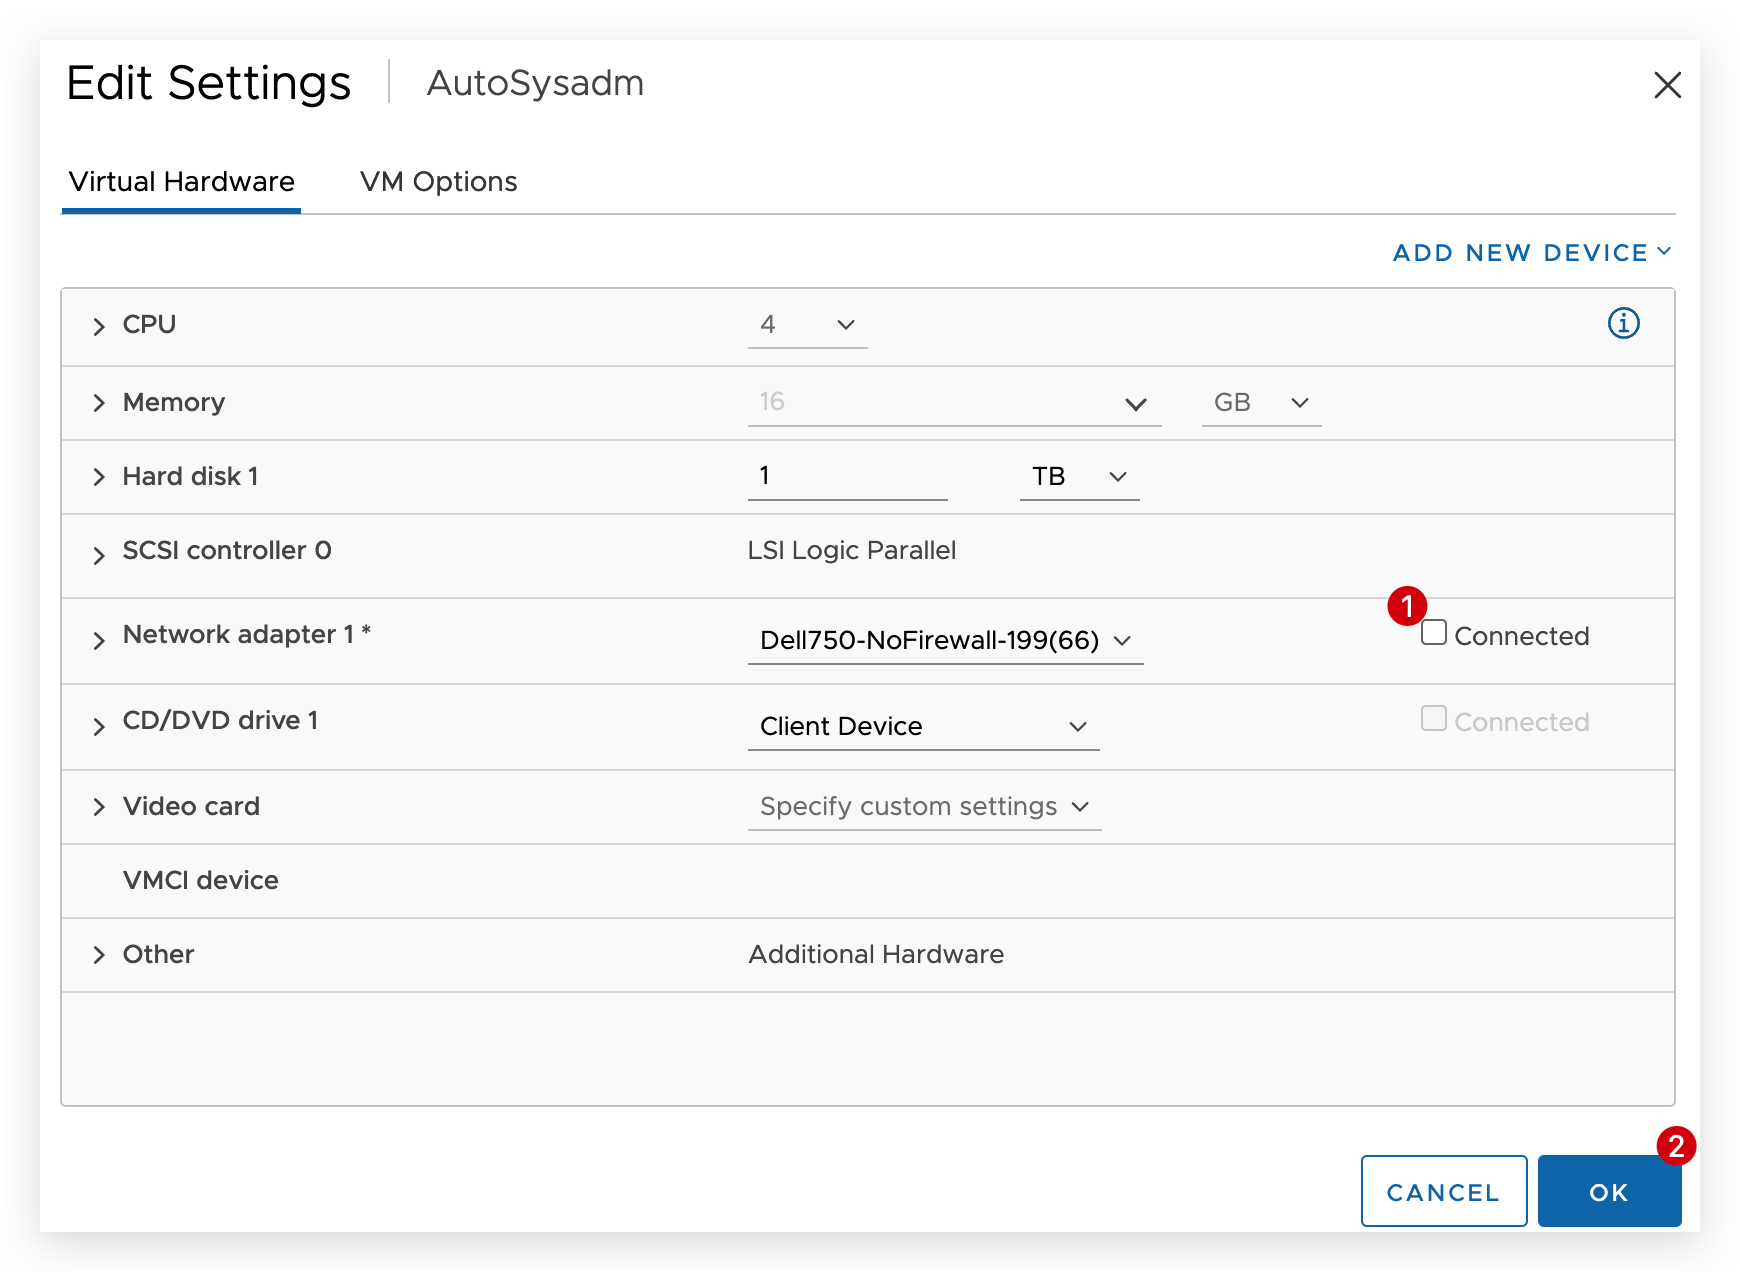 Edit Settings AutoSysadm
Virtual Hardware VM Options
ADD NEW DEVICE
CPU 4
Memory 16 GB
Hard disk 1 1 TB
SCSI controller 0 LSI Logic Parallel
1
Network adapter 1 * Dell750-NoFirewall-199(66) Connected
CD/DVD drive 1 Client Device Connected
Video card Specify custom settings
VMCI device
Other Additional Hardware
2
CANCEL OK